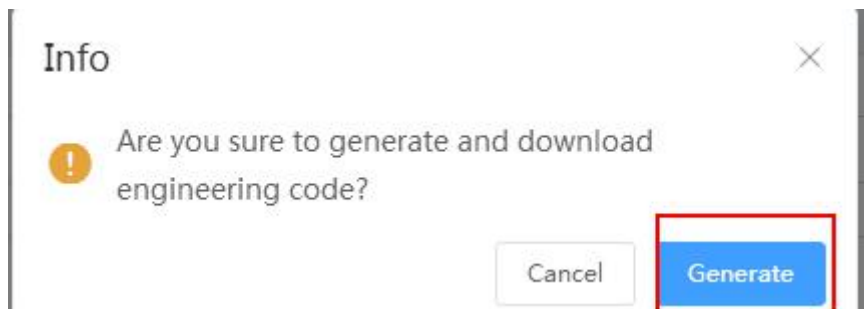 Info
Are you sure to generate and download
engineering code?
Cancel
Generate